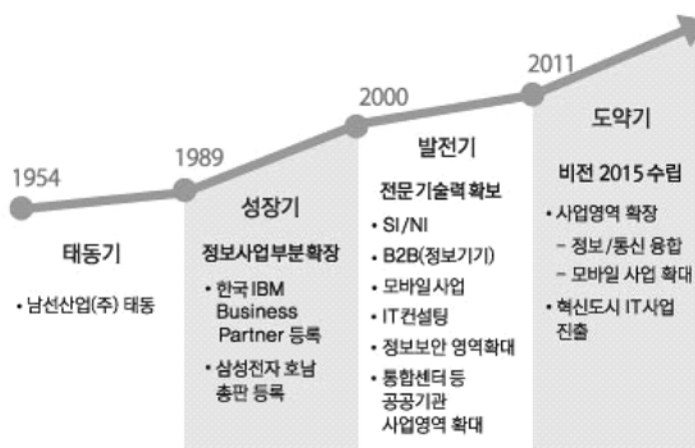 1954
태동기
• 남선산업(주) 태동
1989
성장기
정보사업부분확장
• 한국 IBM
Business
Partner 등록
• 삼성전자 호남
총판 등록
2000
발전기
전문기술력 확보
• SI/NI
• B2B(정보기기)
• 모바일사업
• IT컨설팅
• 정보보안 영역확대
• 통합센터 등
공공기관
사업영역 확대
2011
도약기
비전 2015 수립
• 사업영역 확장
- 정보/통신 융합
- 모바일 사업 확대
• 혁신도시 IT사업
진출